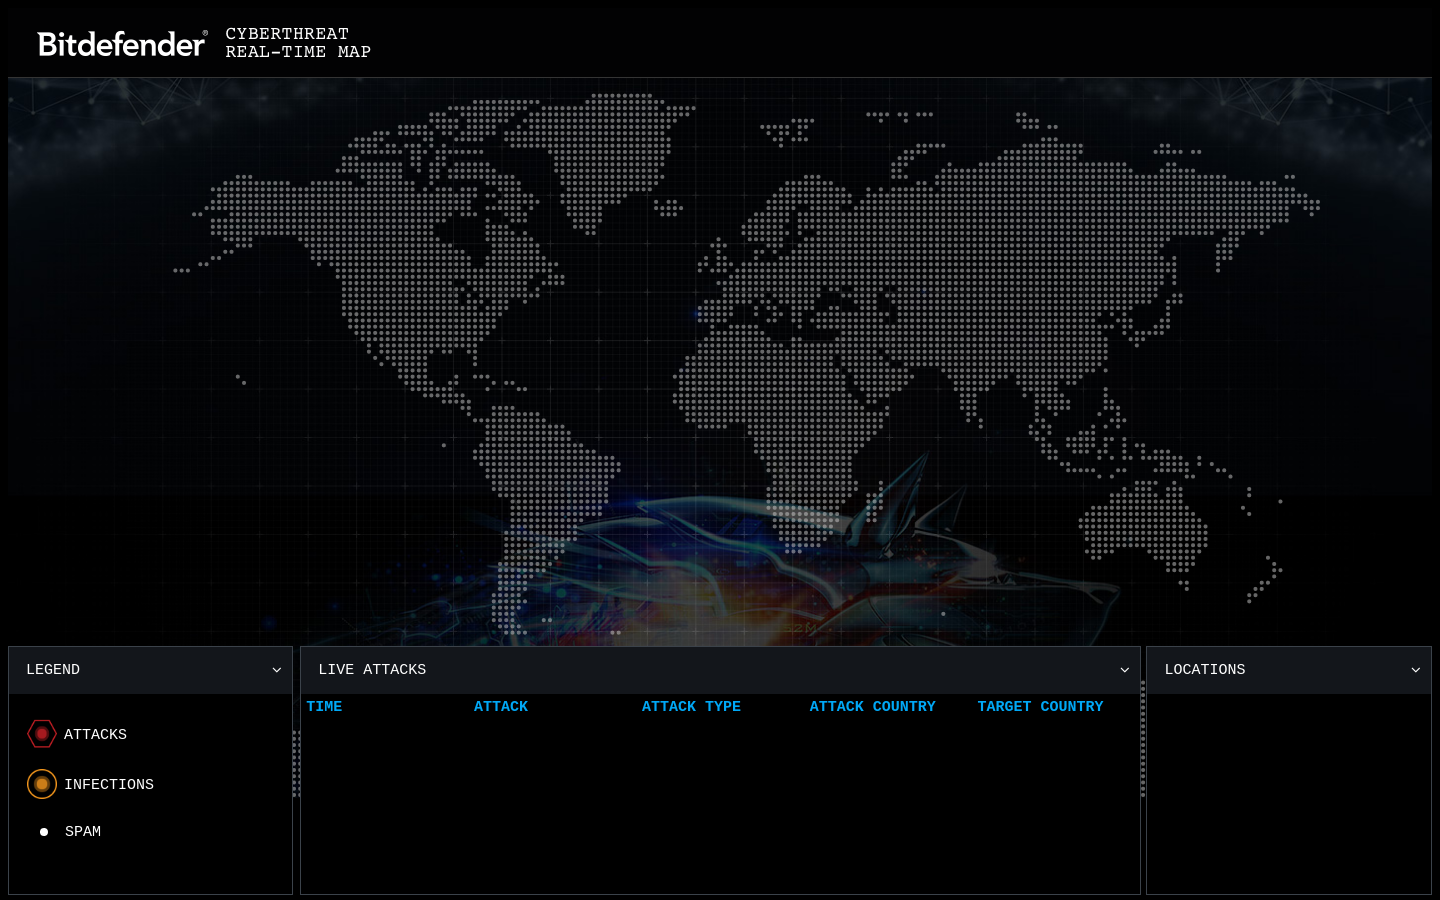 Bitdefender®
CYBERTHREAT
REAL-TIME MAP
LEGEND
ATTACKS
INFECTIONS
SPAM
LIVE ATTACKS
TIME ATTACK ATTACK TYPE ATTACK COUNTRY TARGET COUNTRY
LOCATIONS